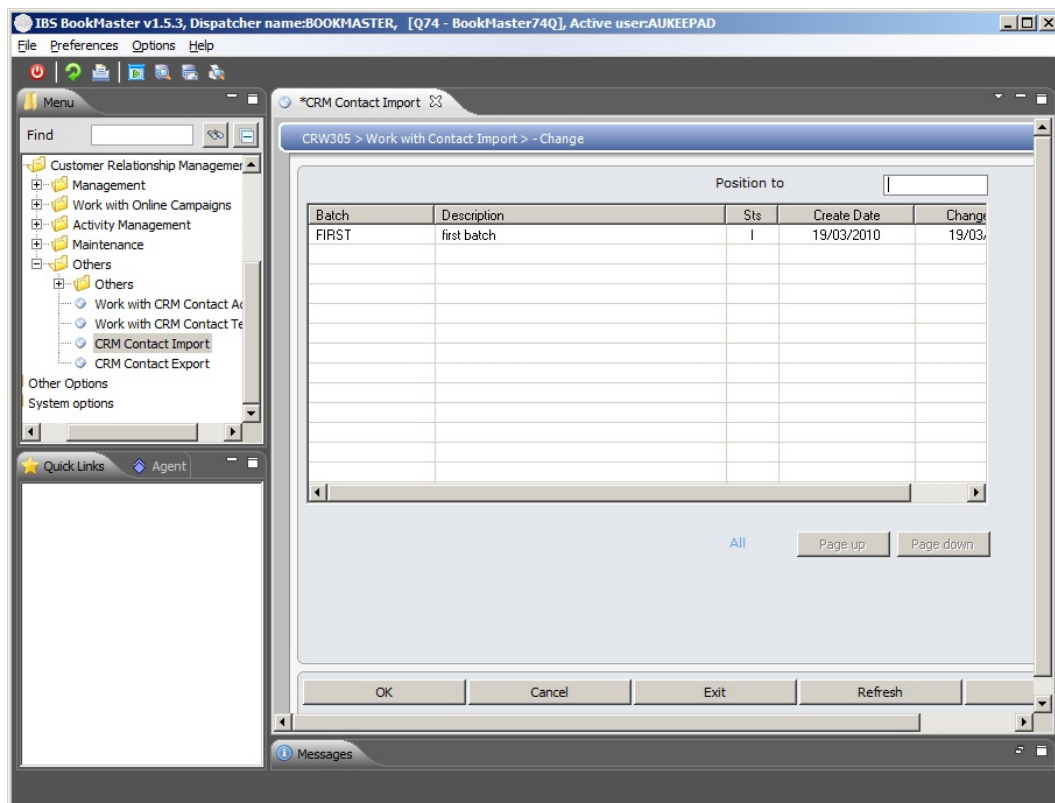 IBS BookMaster v1.5.3, Dispatcher name:BOOKMASTER, [Q74 - BookMaster74Q], Active user:AUKEEPAD
File Preferences Options Help
Menu
*CRM Contact Import
Find
CRW305 > Work with Contact Import > - Change
Customer Relationship Managemer
Management
Work with Online Campaigns
Activity Management
Maintenance
Others
Others
Work with CRM Contact Ac
Work with CRM Contact Te
CRM Contact Import
CRM Contact Export
Other Options
System options
Position to
Batch Description Sts Create Date Change
FIRST first batch I 19/03/2010 19/03/
All Page up Page down
Quick Links Agent
OK Cancel Exit Refresh
Messages